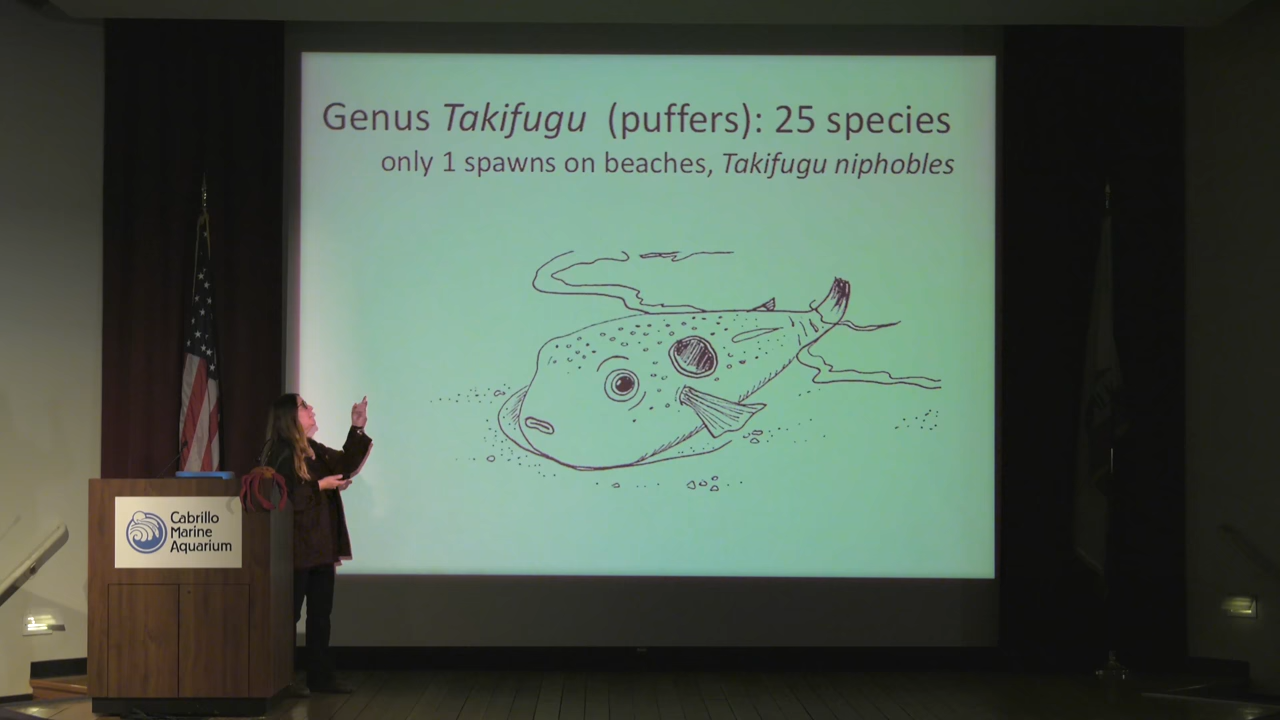 Genus Takifugu (puffers): 25 species
only 1 spawns on beaches, Takifugu niphobles
Cabrillo
Marine
Aquarium